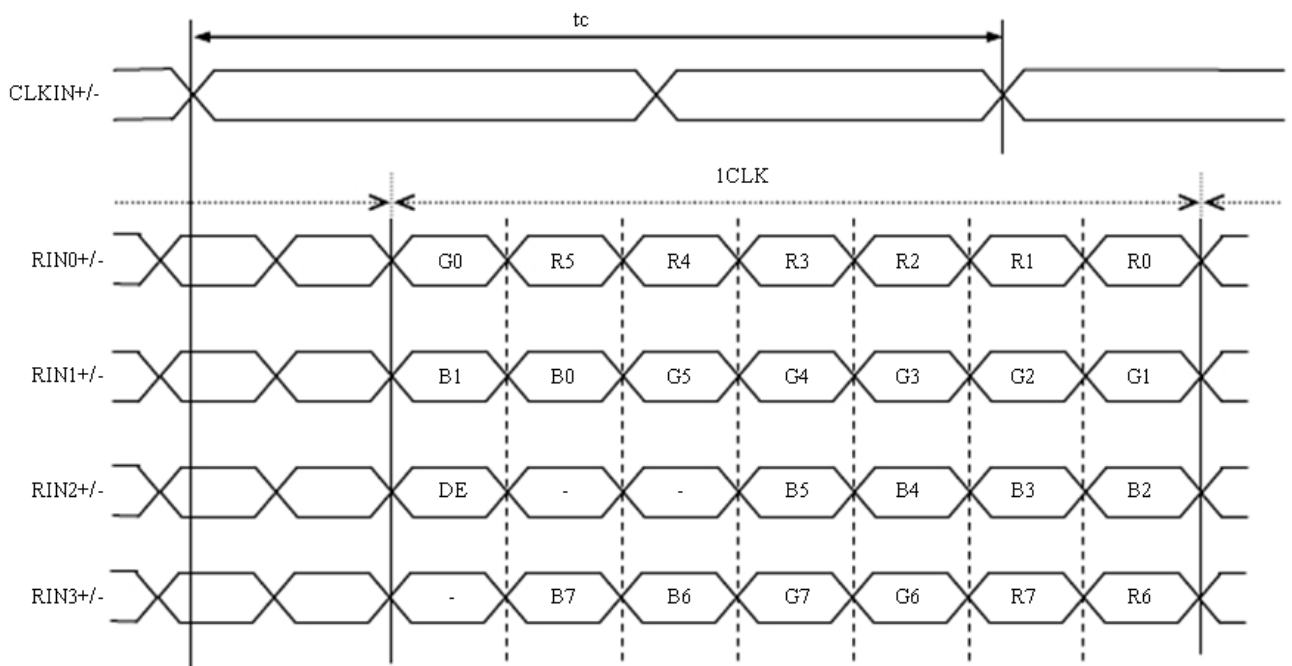 tc
CLKIN+/-
1CLK
RIN0+/- G0 R5 R4 R3 R2 R1 R0
RIN1+/- B1 B0 G5 G4 G3 G2 G1
RIN2+/- DE - - B5 B4 B3 B2
RIN3+/- - B7 B6 G7 G6 R7 R6